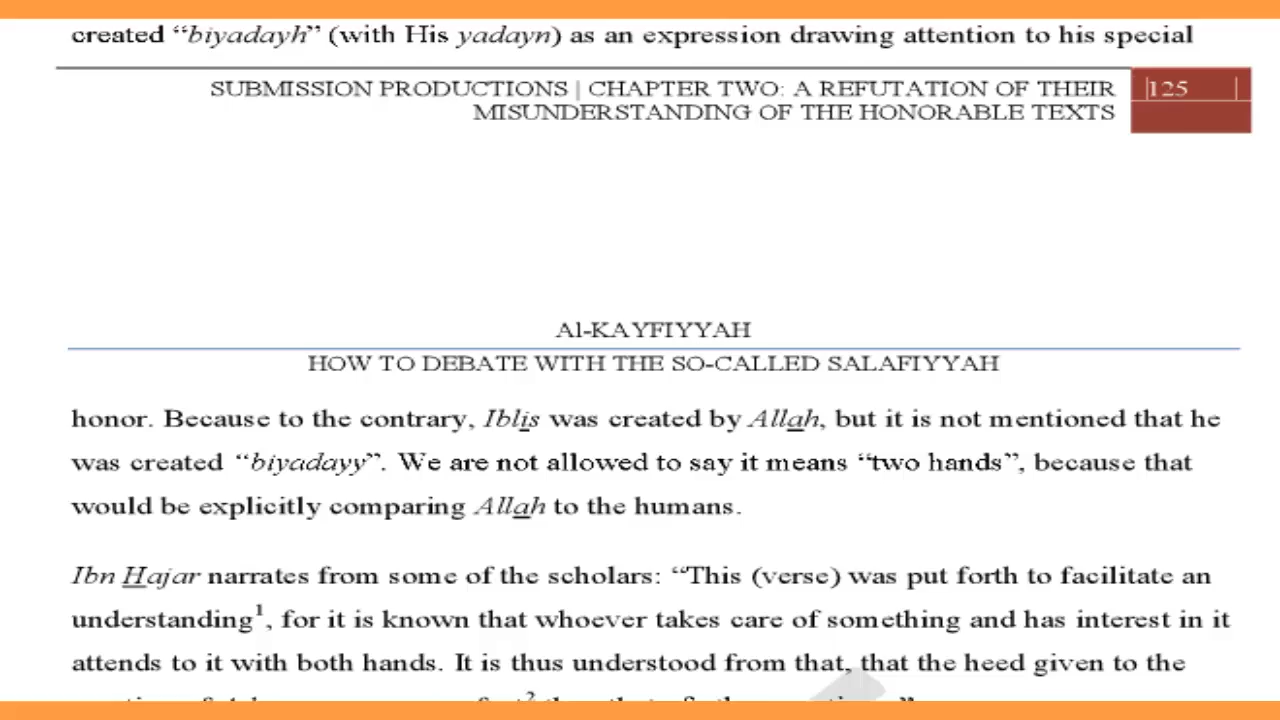 created “biyadayh” (with His yadayn) as an expression drawing attention to his special
SUBMISSION PRODUCTIONS | CHAPTER TWO: A REFUTATION OF THEIR
MISUNDERSTANDING OF THE HONORABLE TEXTS
125
Al-KAYFIYYAH
HOW TO DEBATE WITH THE SO-CALLED SALAFIYYAH
honor. Because to the contrary, Iblis was created by Allah, but it is not mentioned that he
was created “biyadayy”. We are not allowed to say it means “two hands”, because that
would be explicitly comparing Allah to the humans.
Ibn Hajar narrates from some of the scholars: “This (verse) was put forth to facilitate an
understanding¹, for it is known that whoever takes care of something and has interest in it
attends to it with both hands. It is thus understood from that, that the heed given to the